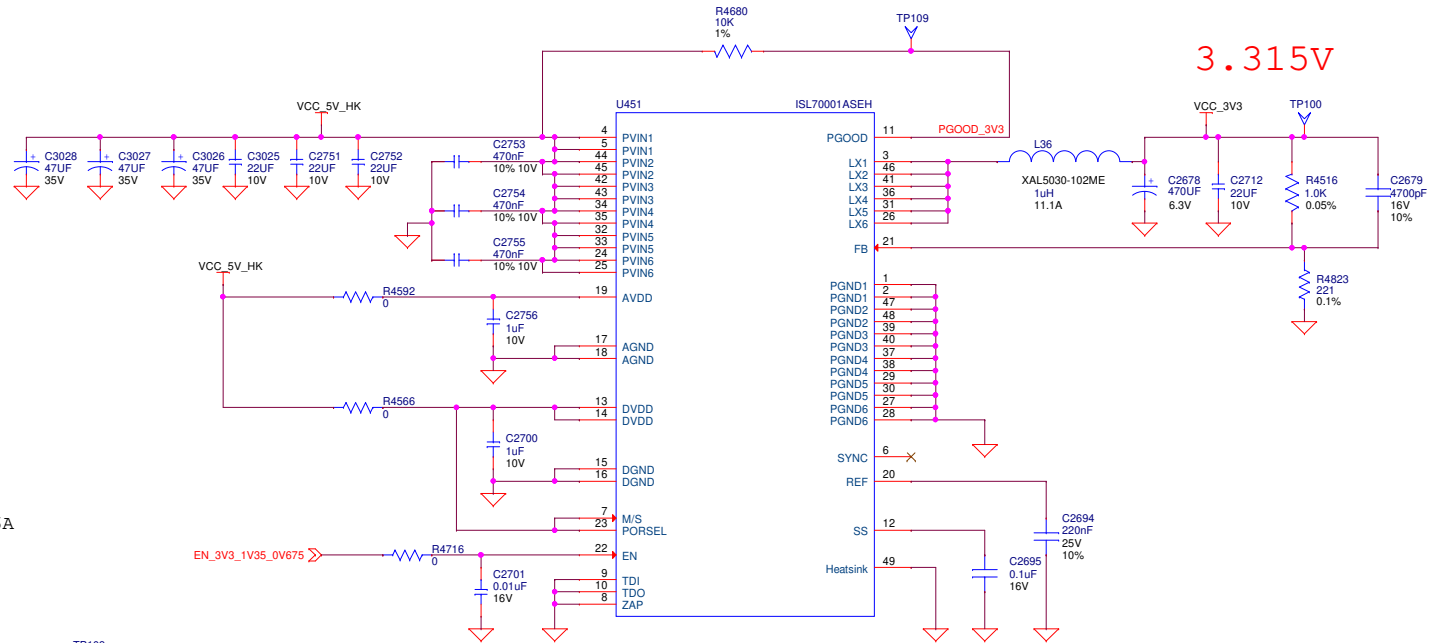 R4680
10K
1%
TP109
3.315V
U451
ISL70001ASEH
VCC_5V_HK
VCC_3V3
TP100
C3028
47UF
35V
C3027
47UF
35V
C3026
47UF
35V
C3025
22UF
10V
C2751
22UF
10V
C2752
22UF
10V
C2753
470nF
10% 10V
C2754
470nF
10% 10V
C2755
470nF
10% 10V
4 PVIN1
5 PVIN1
44 PVIN2
45 PVIN2
42 PVIN3
43 PVIN3
34 PVIN4
35 PVIN4
32 PVIN5
33 PVIN5
24 PVIN6
25 PVIN6
PGOOD 11 PGOOD_3V3
LX1 3
LX2 46
LX3 41
LX4 36
LX5 31
LX6 26
FB 21
L36
XAL5030-102ME
1uH
11.1A
C2678
470UF
6.3V
C2712
22UF
10V
R4516
1.0K
0.05%
C2679
4700pF
16V
10%
R4823
221
0.1%
VCC_5V_HK
R4592
0
19 AVDD
C2756
1uF
10V
17 AGND
18 AGND
R4566
0
13 DVDD
14 DVDD
C2700
1uF
10V
15 DGND
16 DGND
7 M/S
23 PORSEL
EN_3V3_1V35_0V675
R4716
0
22 EN
C2701
0.01uF
16V
9 TDI
10 TDO
8 ZAP
PGND1 1
PGND1 2
PGND2 47
PGND2 48
PGND3 39
PGND3 40
PGND4 37
PGND4 38
PGND5 29
PGND5 30
PGND6 27
PGND6 28
SYNC 6
REF 20
SS 12
Heatsink 49
C2694
220nF
25V
10%
C2695
0.1uF
16V